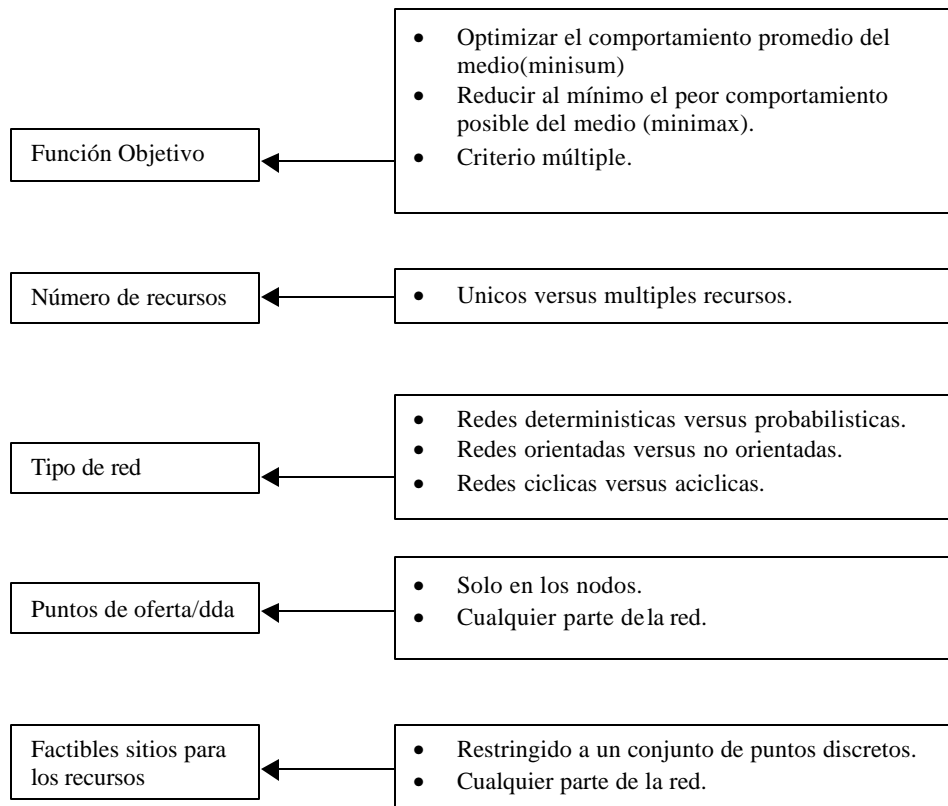 • Optimizar el comportamiento promedio del
medio(minisum)
• Reducir al mínimo el peor comportamiento
posible del medio (minimax).
• Criterio múltiple.
Función Objetivo
Número de recursos
• Unicos versus multiples recursos.
• Redes deterministicas versus probabilisticas.
• Redes orientadas versus no orientadas.
• Redes ciclicas versus aciclicas.
Tipo de red
• Solo en los nodos.
• Cualquier parte dela red.
Puntos de oferta/dda
Factibles sitios para
los recursos
• Restringido a un conjunto de puntos discretos.
• Cualquier parte de la red.